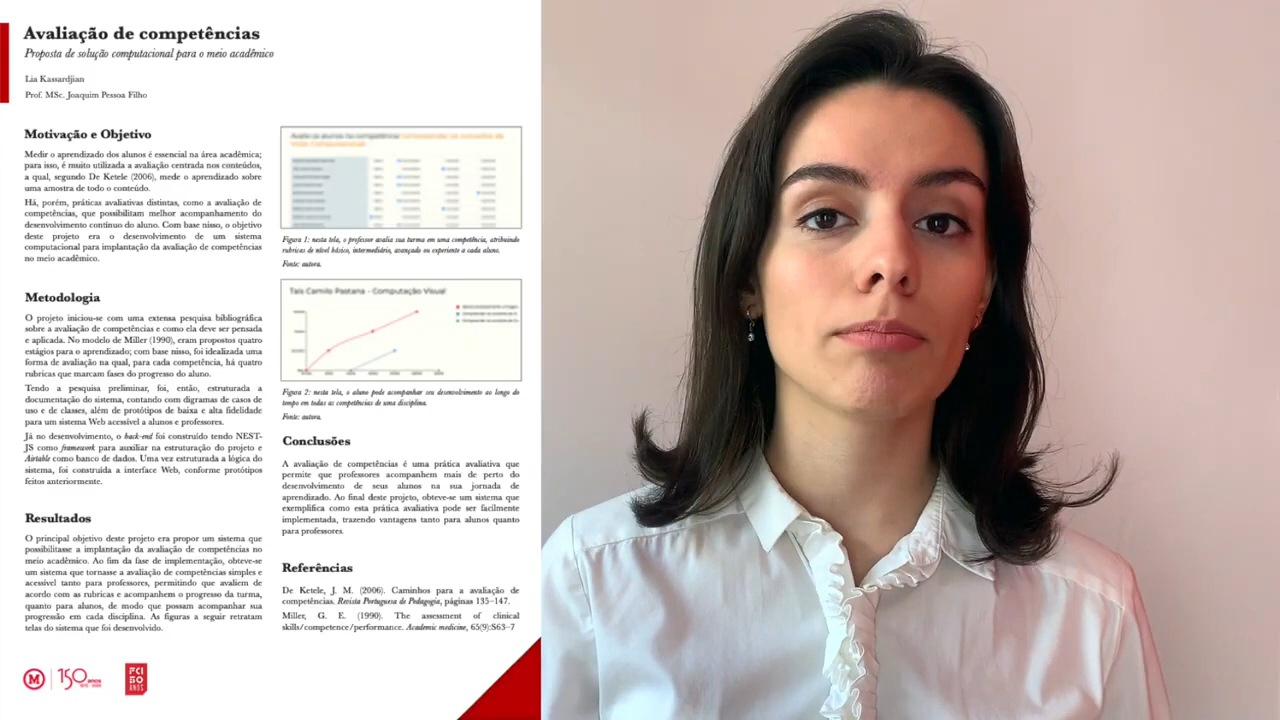 Avaliação de competências
Proposta de solução computacional para o meio acadêmico
Lia Kassardjian
Prof. MSc. Joaquim Pessoa Filho
Motivação e Objetivo
Medir o aprendizado dos alunos é essencial na área acadêmica;
para isso, é muito utilizada a avaliação centrada nos conteúdos,
a qual, segundo De Ketele (2006), mede o aprendizado sobre
uma amostra de todo o conteúdo.
Há, porém, práticas avaliativas distintas, como a avaliação de
competências, que possibilitam melhor acompanhamento do
desenvolvimento contínuo do aluno. Com base nisso, o objetivo
deste projeto era o desenvolvimento de um sistema
computacional para implantação da avaliação de competências
no meio acadêmico.
Metodologia
O projeto iniciou-se com uma extensa pesquisa bibliográfica
sobre a avaliação de competências e como ela deve ser pensada
e aplicada. No modelo de Miller (1990), eram propostos quatro
estágios para o aprendizado; com base nisso, foi idealizada uma
forma de avaliação na qual, para cada competência, há quatro
rubricas que marcam fases do progresso do aluno.
Tendo a pesquisa preliminar, foi, então, estruturada a
documentação do sistema, contando com digramas de casos de
uso e de classes, além de protótipos de baixa e alta fidelidade
para um sistema Web acessível a alunos e professores.
Já no desenvolvimento, o back-end foi construído tendo NEST-
JS como framework para auxiliar na estruturação do projeto e
Airtable como banco de dados. Uma vez estruturada a lógica do
sistema, foi construída a interface Web, conforme protótipos
feitos anteriormente.
Resultados
O principal objetivo deste projeto era propor um sistema que
possibilitasse a implantação da avaliação de competências no
meio acadêmico. Ao fim da fase de implementação, obteve-se
um sistema que tornasse a avaliação de competências simples e
acessível tanto para professores, permitindo que avaliem de
acordo com as rubricas e acompanhem o progresso da turma,
quanto para alunos, de modo que possam acompanhar sua
progressão em cada disciplina. As figuras a seguir retratam
telas do sistema que foi desenvolvido.
M
150 anos
FCI
50
ANOS
Figura 1: nesta tela, o professor avalia sua turma em uma competência, atribuindo
rubricas de nível básico, intermediário, avançado ou experiente a cada aluno.
Fonte: autora.
Taís Camilo Pastana - Computação Visual
Figura 2: nesta tela, o aluno pode acompanhar seu desenvolvimento ao longo do
tempo em todas as competências de uma disciplina.
Fonte: autora.
Conclusões
A avaliação de competências é uma prática avaliativa que
permite que professores acompanhem mais de perto do
desenvolvimento de seus alunos na sua jornada de
aprendizado. Ao final deste projeto, obteve-se um sistema que
exemplifica como esta prática avaliativa pode ser facilmente
implementada, trazendo vantagens tanto para alunos quanto
para professores.
Referências
De Ketele, J. M. (2006). Caminhos para a avaliação de
competências. Revista Portuguesa de Pedagogia, páginas 135–147.
Miller, G. E. (1990). The assessment of clinical
skills/competence/performance. Academic medicine, 65(9):S63–7